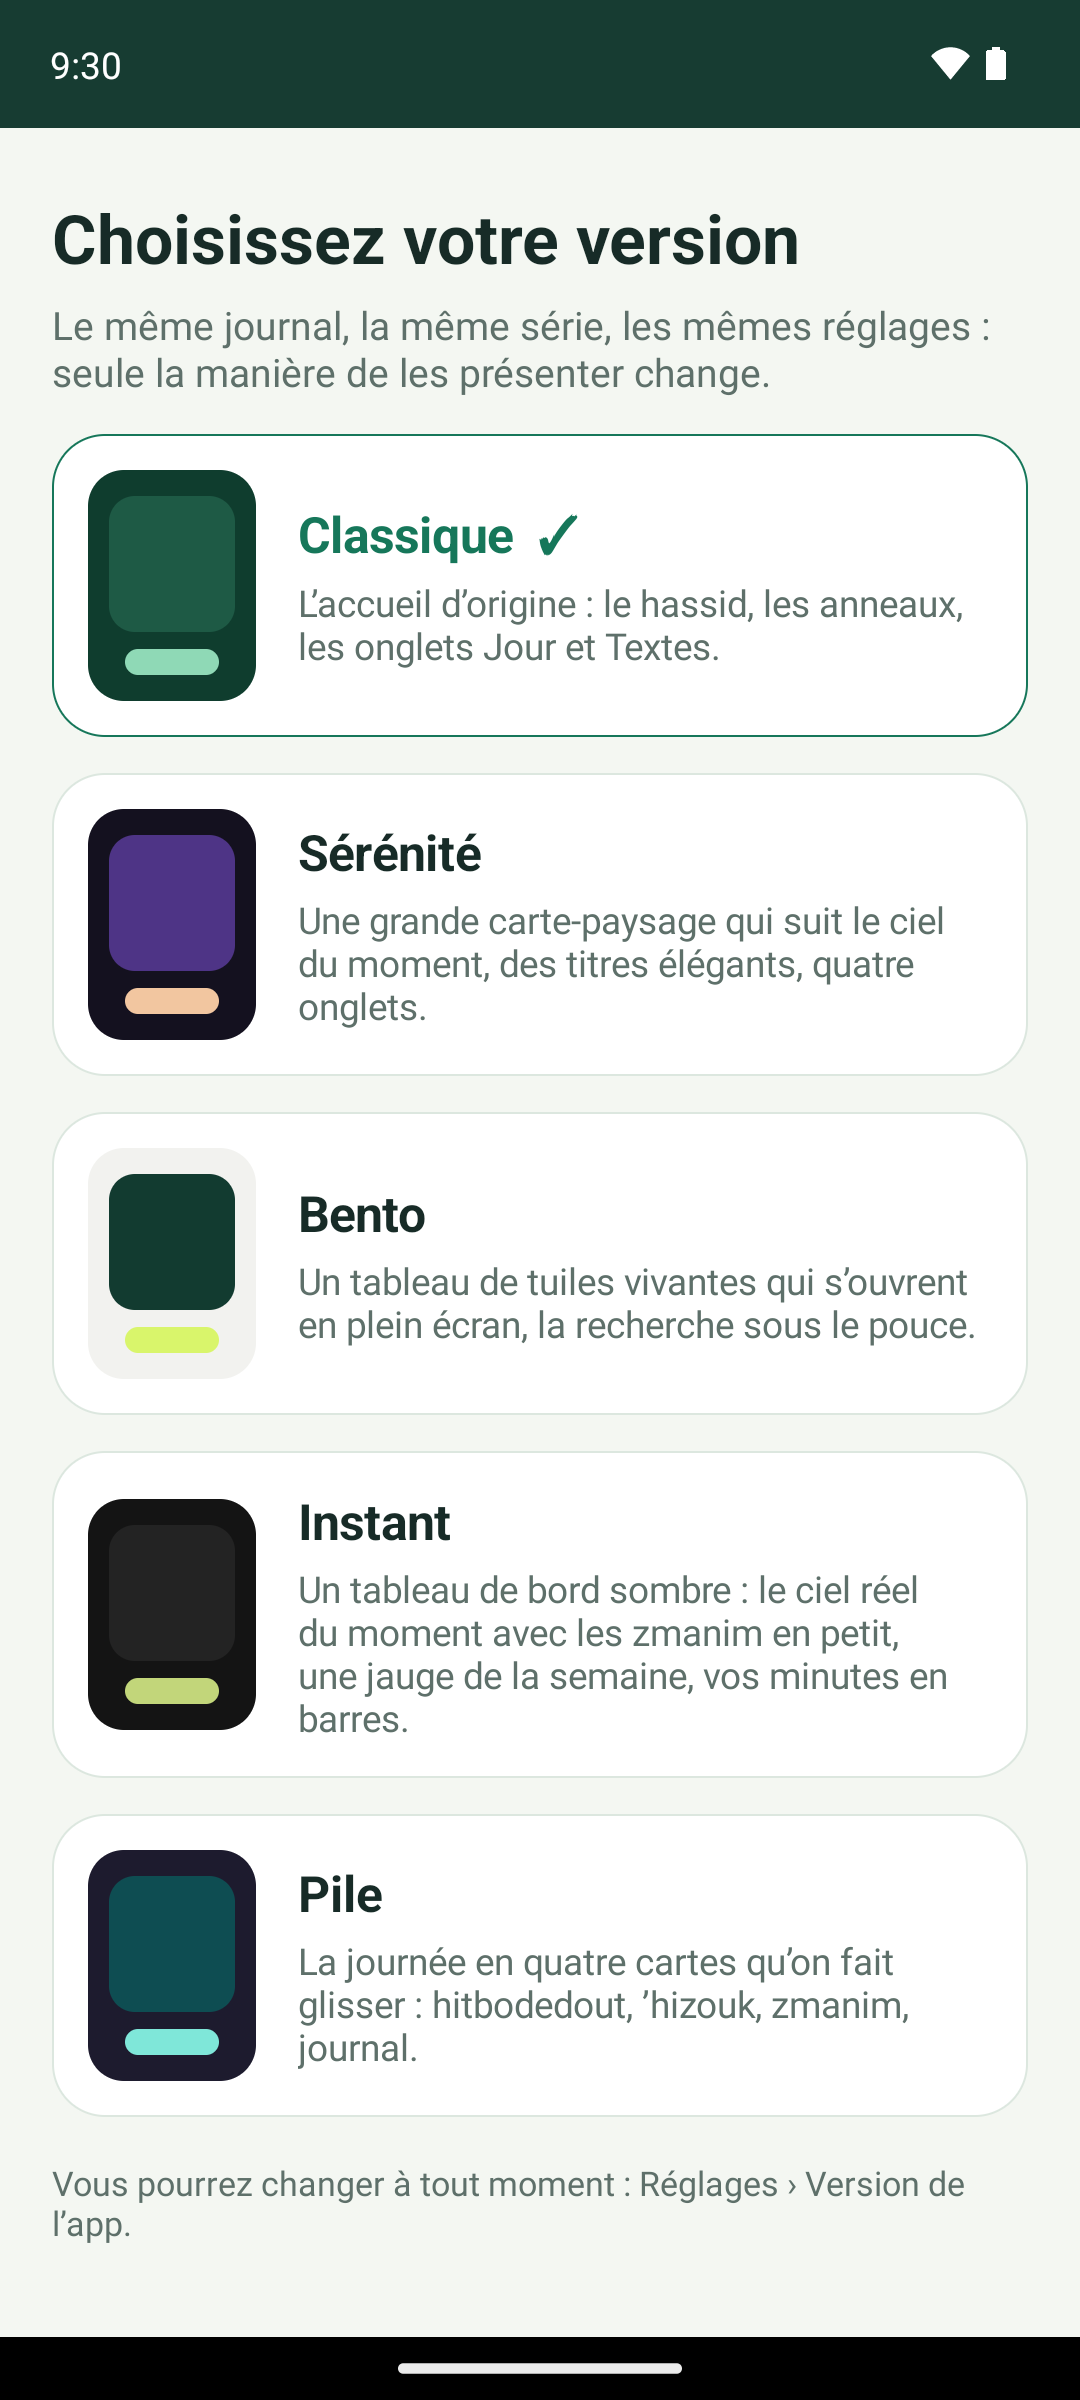 9:30
Choisissez votre version
Le même journal, la même série, les mêmes réglages :
seule la manière de les présenter change.
Classique ✓
L’accueil d’origine : le hassid, les anneaux,
les onglets Jour et Textes.
Sérénité
Une grande carte-paysage qui suit le ciel
du moment, des titres élégants, quatre
onglets.
Bento
Un tableau de tuiles vivantes qui s’ouvrent
en plein écran, la recherche sous le pouce.
Instant
Un tableau de bord sombre : le ciel réel
du moment avec les zmanim en petit,
une jauge de la semaine, vos minutes en
barres.
Pile
La journée en quatre cartes qu’on fait
glisser : hitbodedout, ’hizouk, zmanim,
journal.
Vous pourrez changer à tout moment : Réglages › Version de
l’app.